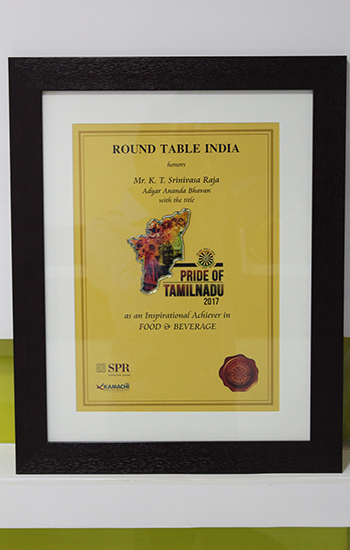 ROUND TABLE INDIA
honors
Mr. K. T. Srinivasa Raja
Adyar Ananda Bhavan
with the title
PRIDE OF
TAMILNADU
2017
as an Inspirational Achiever in
FOOD & BEVERAGE
SPR
KAMACHI